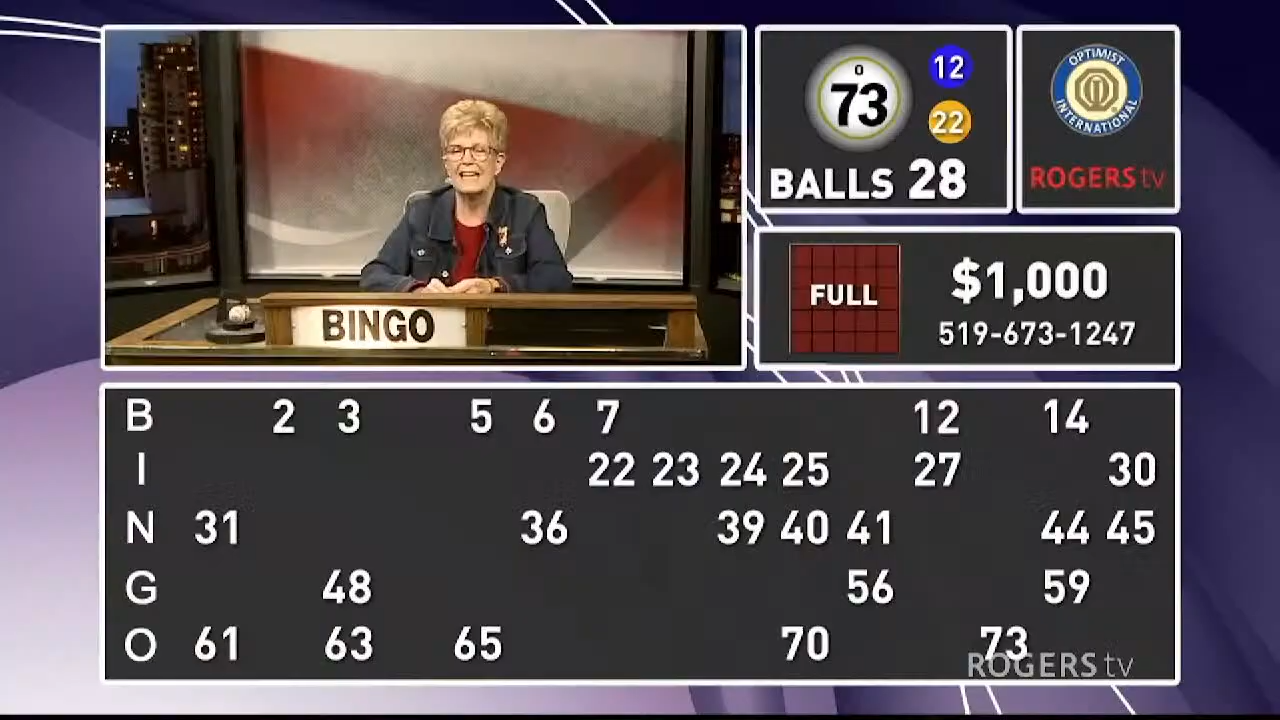 BINGO
O
73
12
22
BALLS 28
OPTIMIST
INTERNATIONAL
ROGERS tv
FULL
$1,000
519-673-1247
B 2 3 5 6 7 12 14
I 22 23 24 25 27 30
N 31 36 39 40 41 44 45
G 48 56 59
O 61 63 65 70 73
ROGERS tv